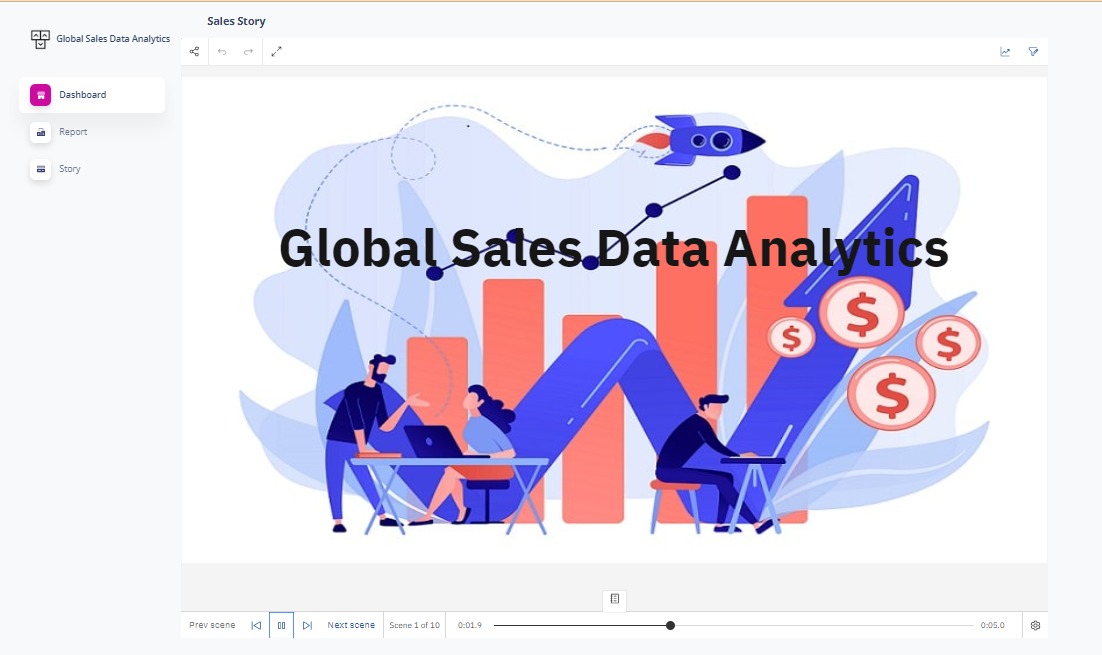 Sales Story
Global Sales Data Analytics
Dashboard
Report
Story
Global Sales Data Analytics
$
$
$
$
Prev scene
Next scene
Scene 1 of 10
0:01.9
0:05.0